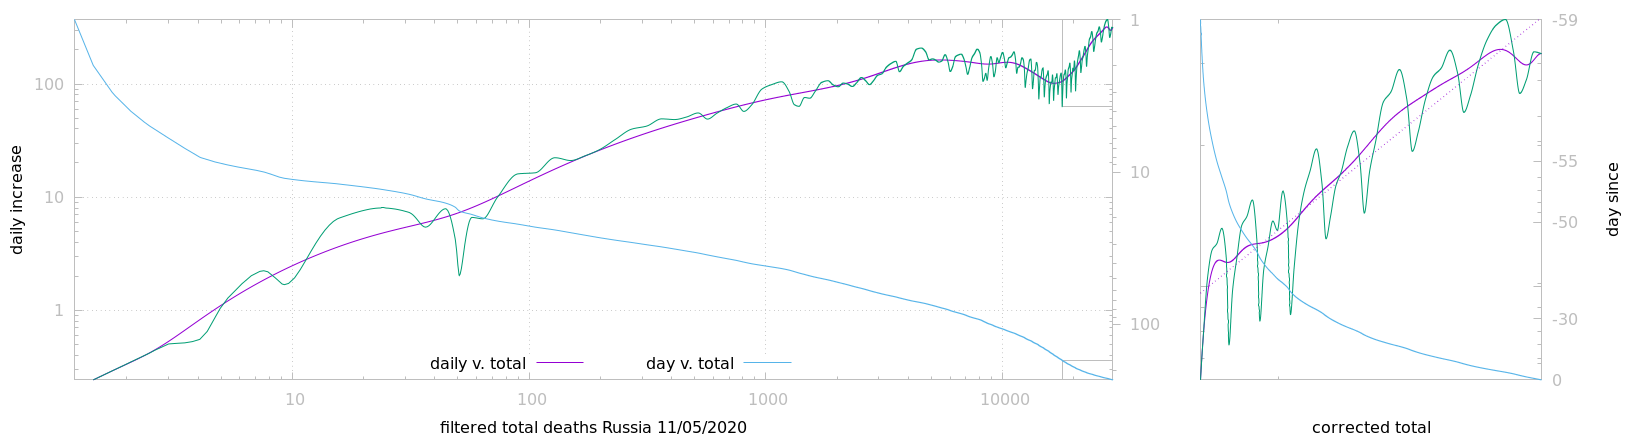 daily increase
100
10
1
daily v. total
day v. total
10
100
1000
10000
filtered total deaths Russia 11/05/2020
1
10
100
corrected total
-59
-55
-50
-30
0
day since